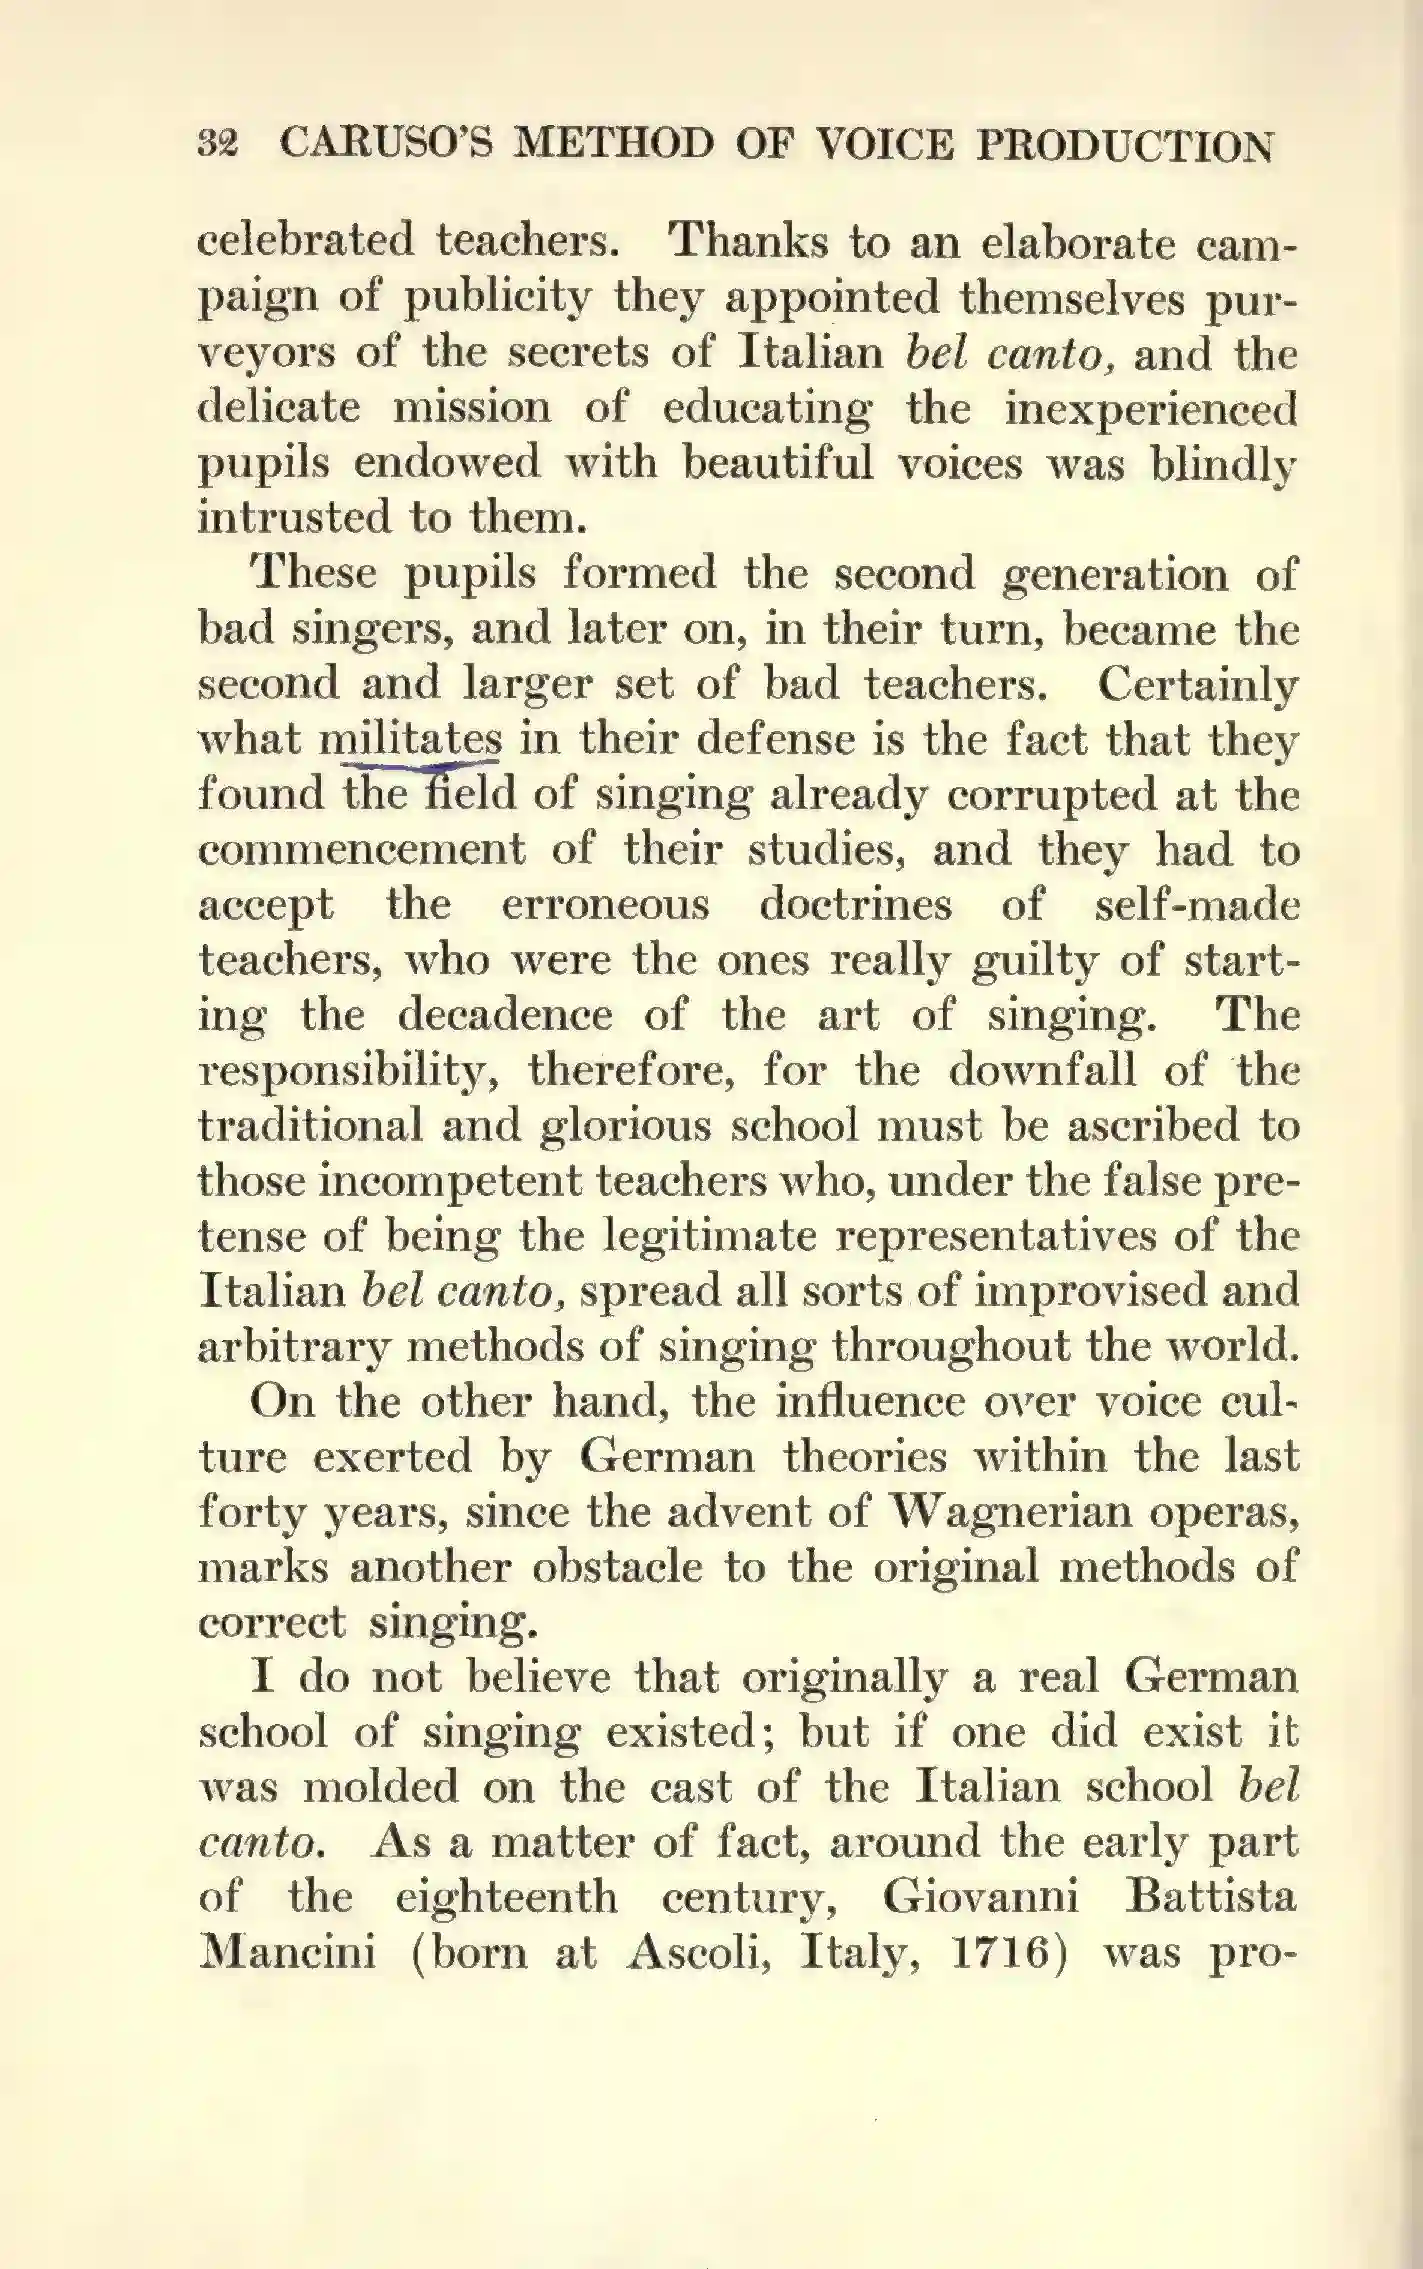 32 CARUSO'S METHOD OF VOICE PRODUCTION
celebrated teachers. Thanks to an elaborate cam-
paign of publicity they appointed themselves pur-
veyors of the secrets of Italian bel canto, and the
delicate mission of educating the inexperienced
pupils endowed with beautiful voices was blindly
intrusted to them.
These pupils formed the second generation of
bad singers, and later on, in their turn, became the
second and larger set of bad teachers. Certainly
what militates in their defense is the fact that they
found the field of singing already corrupted at the
commencement of their studies, and they had to
accept the erroneous doctrines of self-made
teachers, who were the ones really guilty of start-
ing the decadence of the art of singing. The
responsibility, therefore, for the downfall of the
traditional and glorious school must be ascribed to
those incompetent teachers who, under the false pre-
tense of being the legitimate representatives of the
Italian bel canto, spread all sorts of improvised and
arbitrary methods of singing throughout the world.
On the other hand, the influence over voice cul-
ture exerted by German theories within the last
forty years, since the advent of Wagnerian operas,
marks another obstacle to the original methods of
correct singing.
I do not believe that originally a real German
school of singing existed; but if one did exist it
was molded on the cast of the Italian school bel
canto. As a matter of fact, around the early part
of the eighteenth century, Giovanni Battista
Mancini (born at Ascoli, Italy, 1716) was pro-